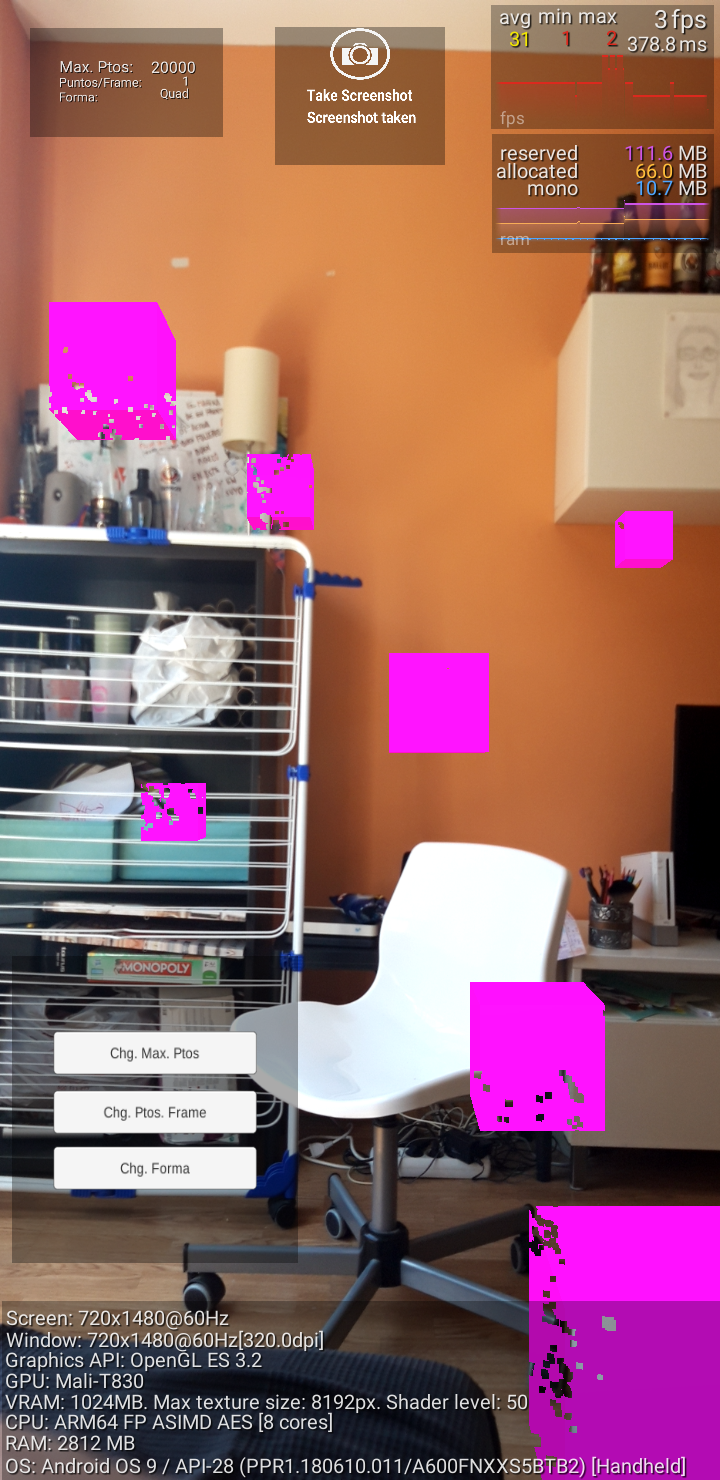 Max. Ptos: 20000
Puntos/Frame: 1
Forma: Quad
Take Screenshot
Screenshot taken
avg min max 3 fps
31 1 2 378.8 ms
fps
reserved 111.6 MB
allocated 66.0 MB
mono 10.7 MB
ram
MONOPOLY
Chg. Max. Ptos
Chg. Ptos. Frame
Chg. Forma
Screen: 720x1480@60Hz
Window: 720x1480@60Hz[320.0dpi]
Graphics API: OpenGL ES 3.2
GPU: Mali-T830
VRAM: 1024MB. Max texture size: 8192px. Shader level: 50
CPU: ARM64 FP ASIMD AES [8 cores]
RAM: 2812 MB
OS: Android OS 9 / API-28 (PPR1.180610.011/A600FNXXS5BTB2) [Handheld]